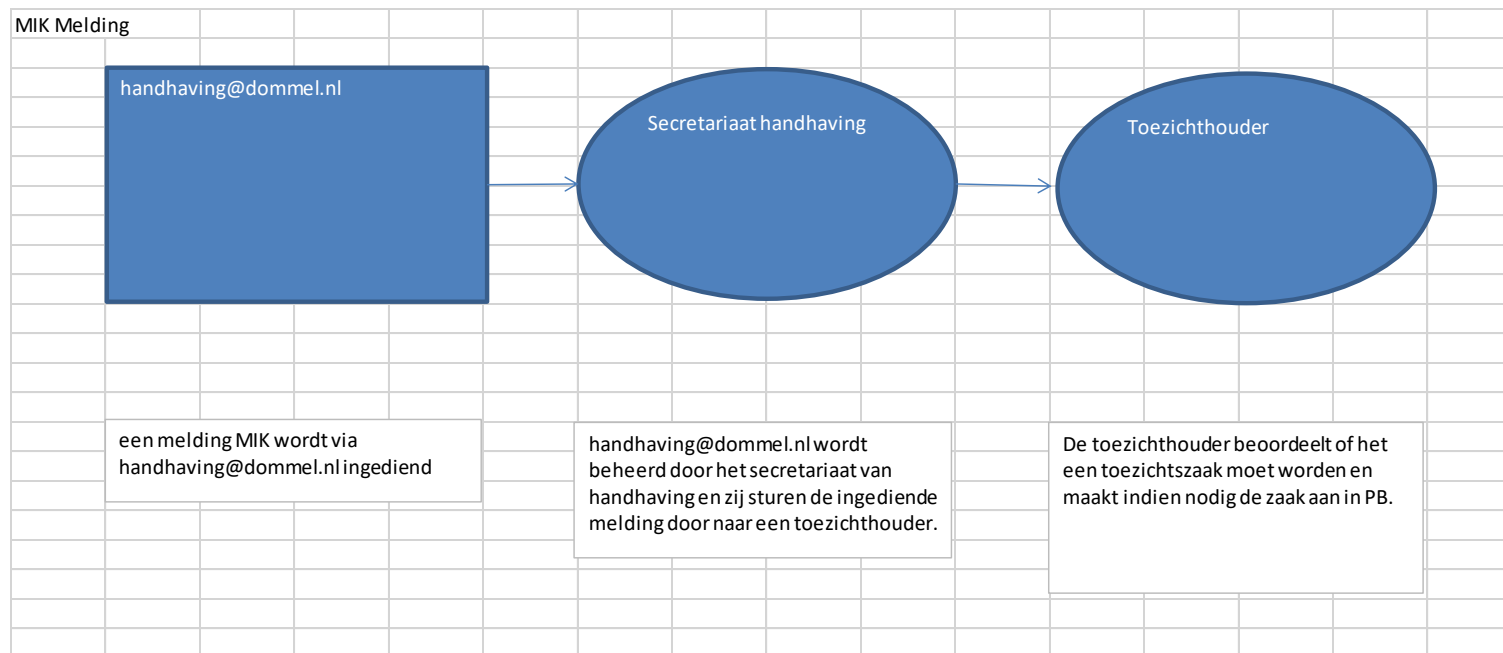 MIK Melding
handhaving@dommel.nl
Secretariaat handhaving
Toezichthouder
een melding MIK wordt via
handhaving@dommel.nl ingediend
handhaving@dommel.nl wordt
beheerd door het secretariaat van
handhaving en zij sturen de ingediende
melding door naar een toezichthouder.
De toezichthouder beoordeelt of het
een toezichtszaak moet worden en
maakt indien nodig de zaak aan in PB.